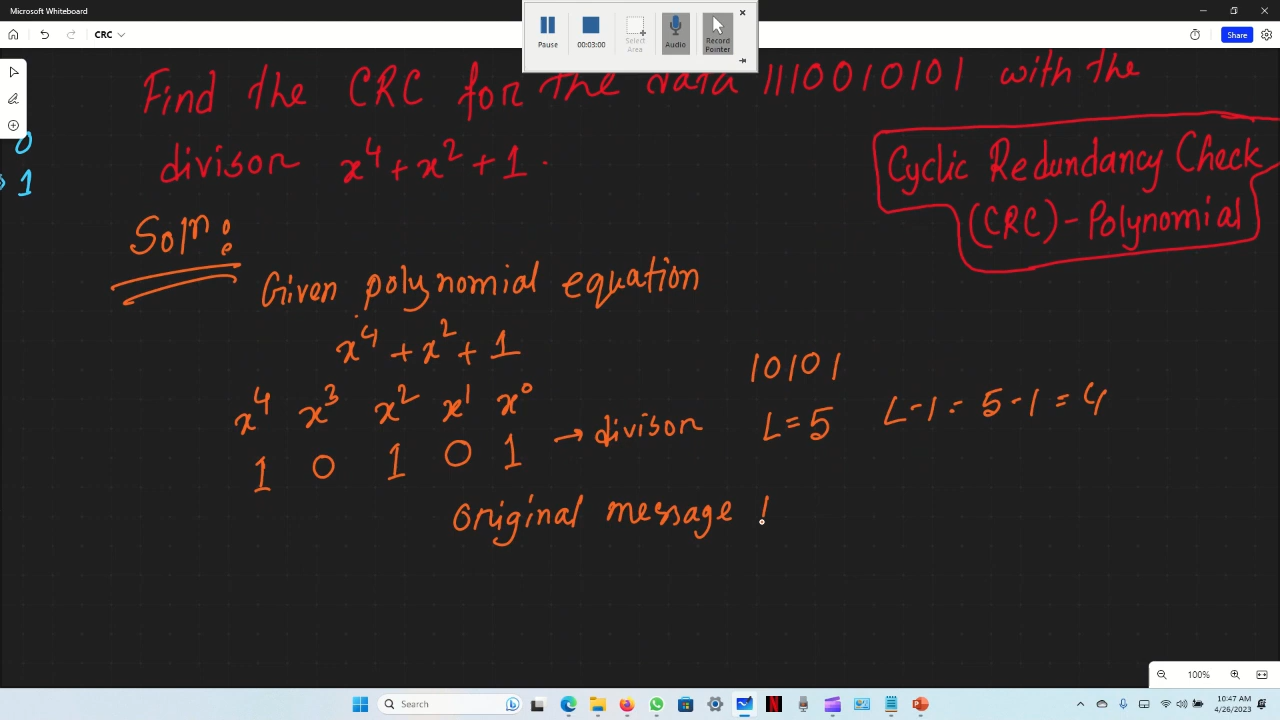 Microsoft Whiteboard
CRC
Pause
00:03:00
Select Area
Audio
Record Pointer
Share
Find the CRC for the data 1110010101 with the
divison x⁴ + x² + 1.
0
1
Cyclic Redundancy Check
(CRC) - Polynomial
Soln:
Given polynomial equation
x⁴ + x² + 1
x⁴ x³ x² x¹ x⁰
1 0 1 0 1 → divison
10101
L = 5 L - 1 = 5 - 1 = 4
Original message 1
100%
Search
10:47 AM
4/26/2023